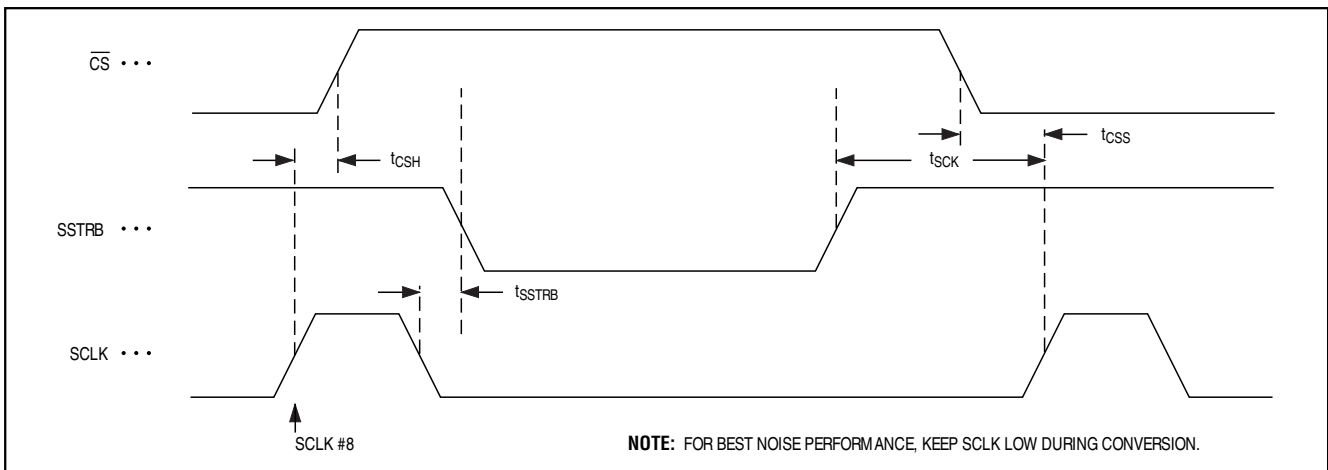 CS • • •
tCSH
tSCK
tCSS
SSTRB • • •
tSSTRB
SCLK • • •
SCLK #8
NOTE: FOR BEST NOISE PERFORMANCE, KEEP SCLK LOW DURING CONVERSION.